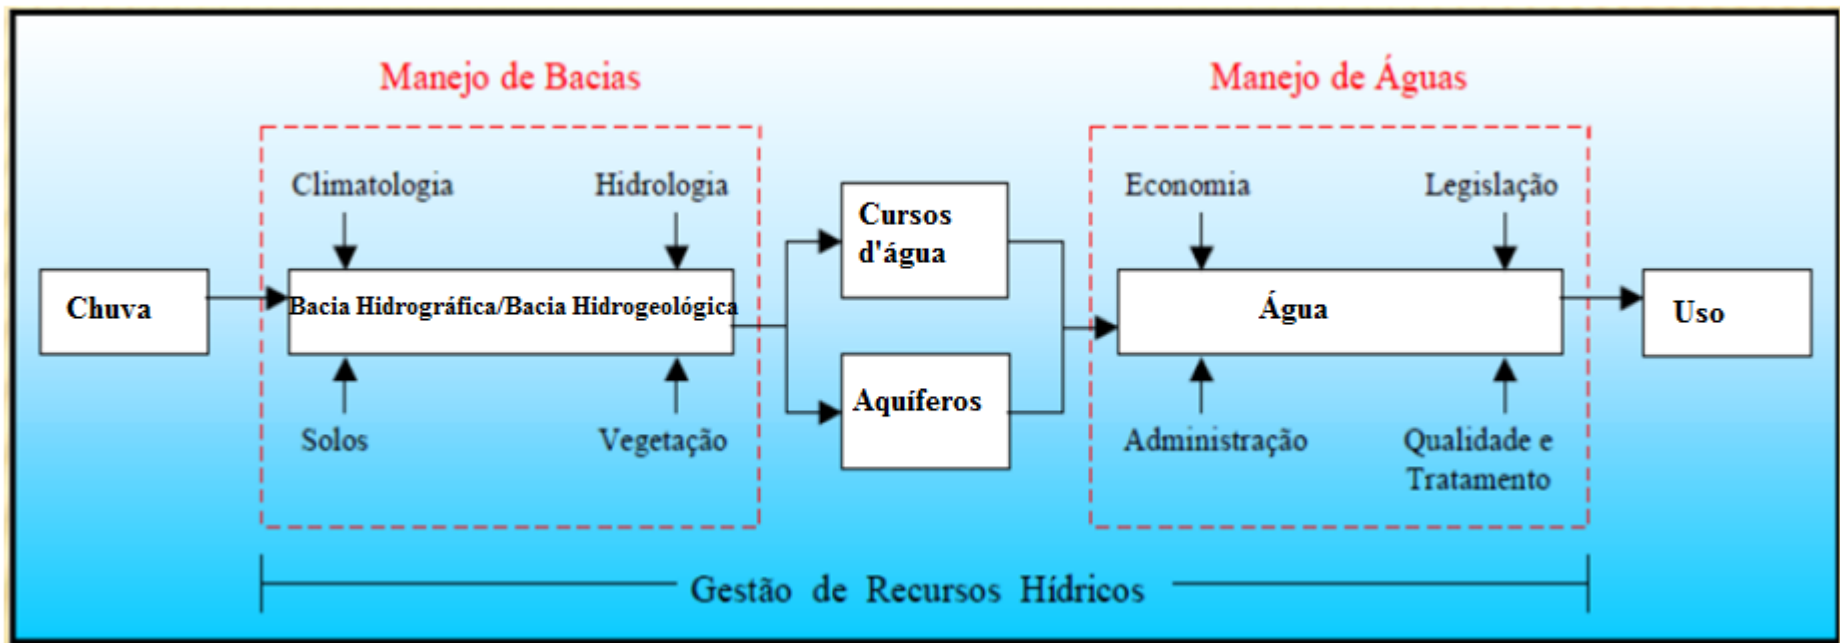 Manejo de Bacias
Manejo de Águas
Climatologia
Hidrologia
Economia
Legislação
Chuva
Bacia Hidrográfica/Bacia Hidrogeológica
Cursos
d'água
Aquíferos
Água
Uso
Solos
Vegetação
Administração
Qualidade e
Tratamento
Gestão de Recursos Hídricos